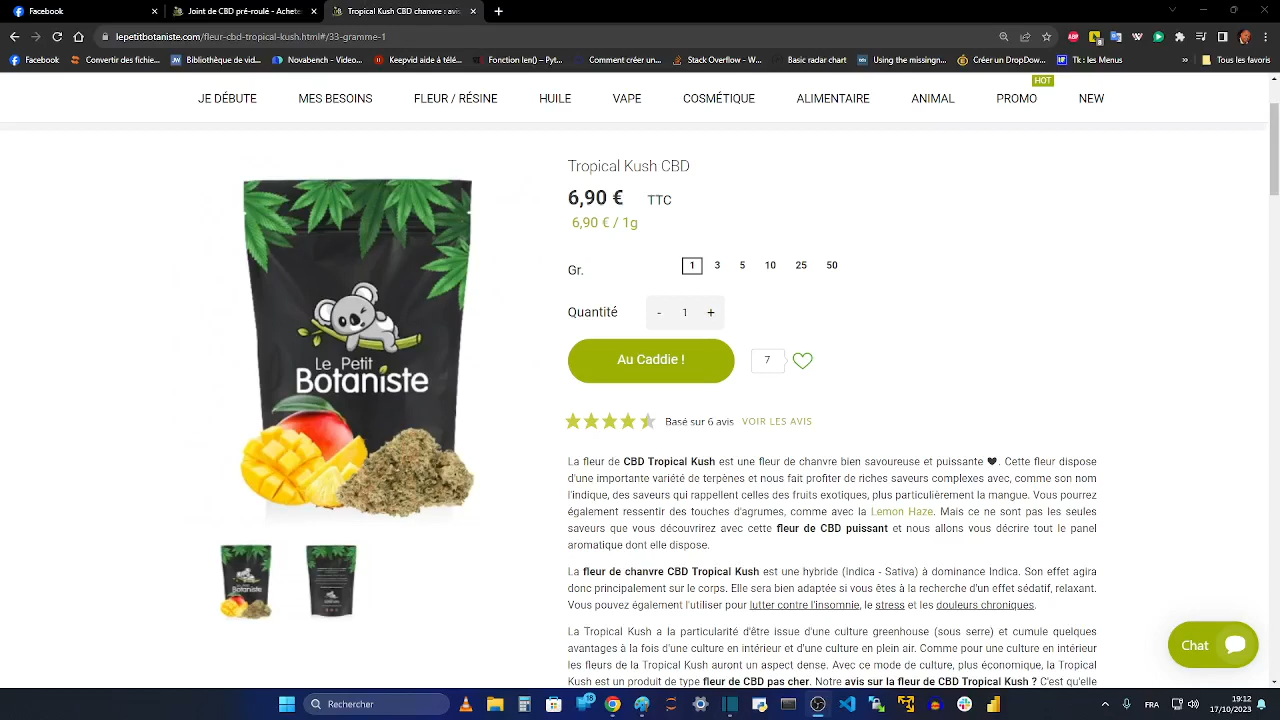 Facebook
Joint de CBD pré-roulé - Achete
Tropical Kush CBD chanvre : avis
lepetitbotaniste.com/fleur-cbd-tropical-kush.html#/33-gramme-1
Facebook
Convertir des fichie...
Bibliothèque de vid...
Novabench - Video...
Keepvid aide à télé...
Fonction len() - Pyt...
Comment créer un...
Stack Overflow - W...
Basic radar chart
Using the missingn...
Créer un DropDow...
Tk : les Menus
»
Tous les favoris
HOT
JE DÉBUTE
MES BESOINS
FLEUR / RÉSINE
HUILE
VAPE
COSMÉTIQUE
ALIMENTAIRE
ANIMAL
PROMO
NEW
Tropical Kush CBD
6,90 € TTC
6,90 € / 1g
Gr. 1 3 5 10 25 50
Quantité - 1 +
Au Caddie ! 7
Le Petit
Botaniste
Basé sur 6 avis VOIR LES AVIS
La fleur de CBD Tropical Kush est une fleur de chanvre bien savoureuse et puissante 🖤. Cette fleur dispose
d'une importante variété de terpènes et nous fait profiter de riches saveurs complexes avec, comme son nom
l'indique, des saveurs qui rappellent celles des fruits exotiques, plus particulièrement la mangue. Vous pourrez
également ressentir des touches d'agrumes, comme avec la Lemon Haze. Mais ce ne sont pas les seules
saveurs que vous découvrirez avec cette fleur de CBD puissant et nous allons vous décrire tout le panel
aromatique dont elle dispose.
La fleur de chanvre CBD Tropical Kush est une hybride (Indica - Sativa) à dominance Indica. Son effet agira
donc principalement sur le corps. Elle sera bien adaptée si vous êtes à la recherche d'un effet sédatif, relaxant.
Vous pouvez également l'utiliser pour lutter contre l'insomnie, le stress et les douleurs chroniques.
La Tropical Kush a la particularité d'être issue d'une culture greenhouse (sous serre) et cumule quelques
avantages à la fois d'une culture en intérieur et d'une culture en plein air. Comme pour une culture en intérieur
les fleurs de la Tropical Kush auront un aspect dense. Avec ce mode de culture, plus économique, la Tropical
Kush est un produit de type fleur de CBD pas cher. Notre avis sur la fleur de CBD Tropical Kush ? C'est qu'elle
Chat
Rechercher
FRA
19:12
17/10/2023